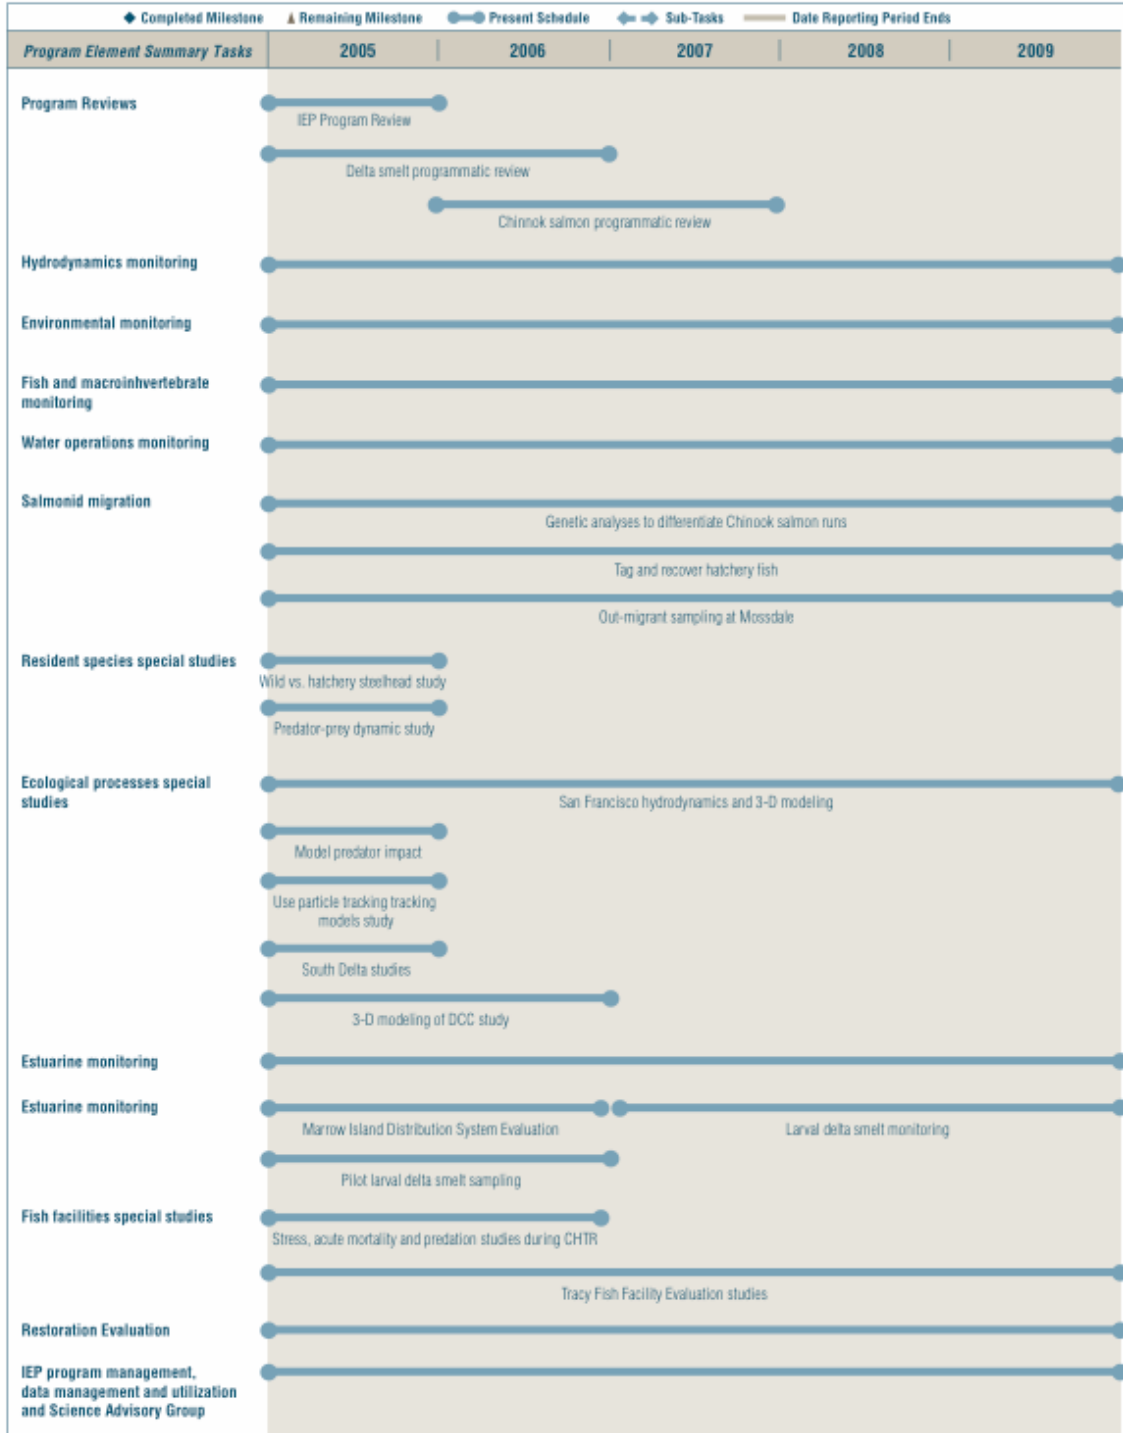 Completed Milestone Remaining Milestone Present Schedule Sub-Tasks Date Reporting Period Ends
Program Element Summary Tasks 2005 2006 2007 2008 2009
Program Reviews
IEP Program Review
Delta smelt programmatic review
Chinnok salmon programmatic review
Hydrodynamics monitoring
Environmental monitoring
Fish and macroinhvertebrate
monitoring
Water operations monitoring
Salmonid migration
Genetic analyses to differentiate Chinook salmon runs
Tag and recover hatchery fish
Out-migrant sampling at Mossdale
Resident species special studies
Wild vs. hatchery steelhead study
Predator-prey dynamic study
Ecological processes special
studies
San Francisco hydrodynamics and 3-D modeling
Model predator impact
Use particle tracking tracking
models study
South Delta studies
3-D modeling of DCC study
Estuarine monitoring
Estuarine monitoring
Marrow Island Distribution System Evaluation Larval delta smelt monitoring
Pilot larval delta smelt sampling
Fish facilities special studies
Stress, acute mortality and predation studies during CHTR
Tracy Fish Facility Evaluation studies
Restoration Evaluation
IEP program management,
data management and utilization
and Science Advisory Group